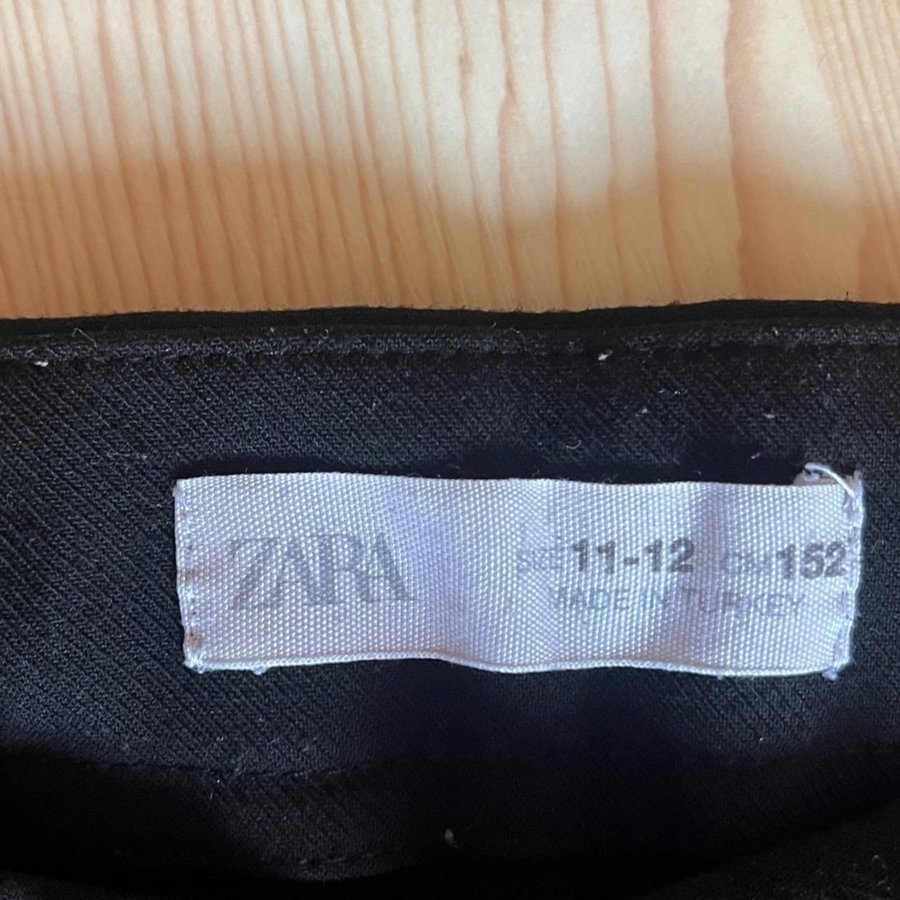 ZARA
SIZE 11-12 CM 152
MADE IN TURKEY